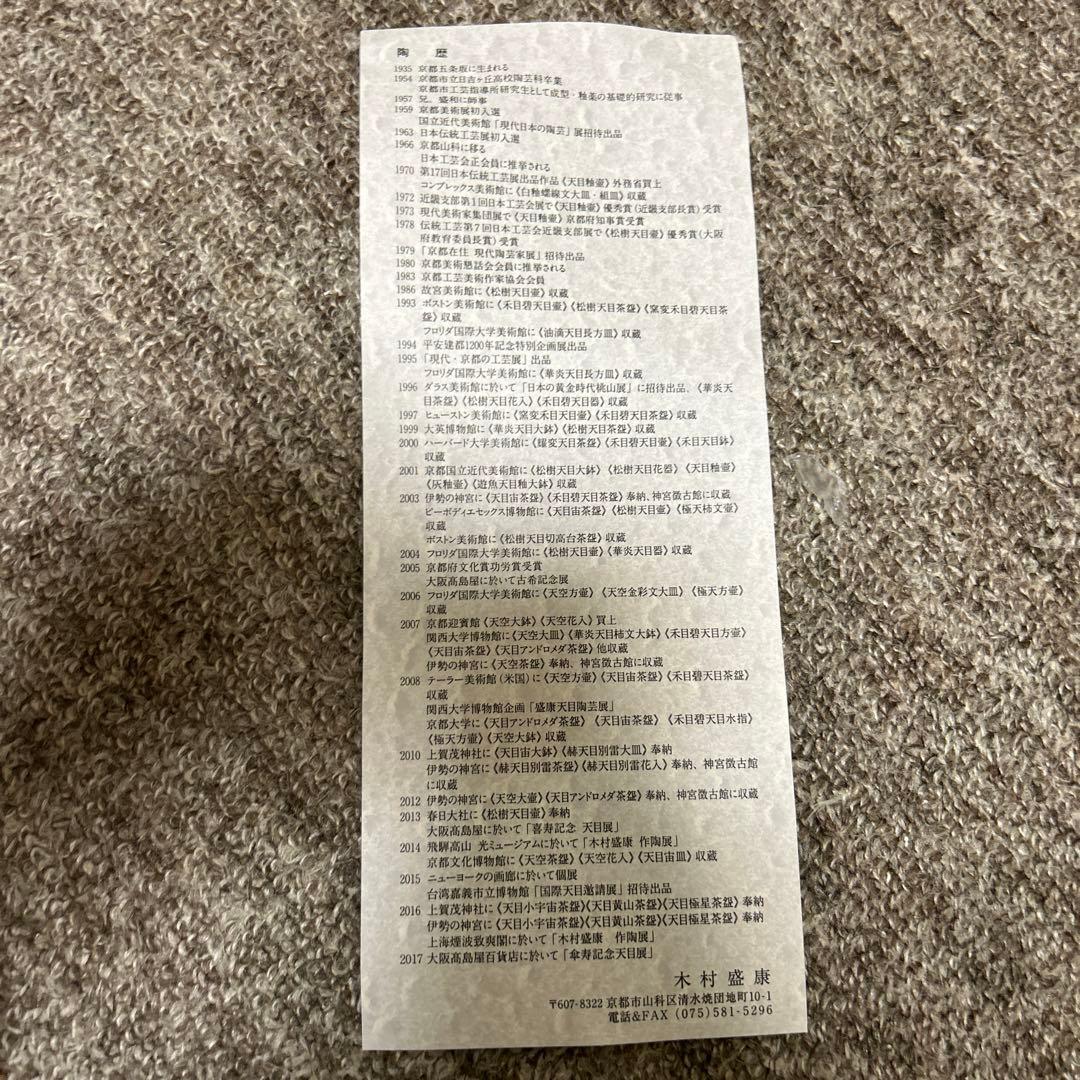 陶　歴
1935 京都五条坂に生まれる
1954 京都市立日吉ヶ丘高校陶芸科卒業
京都市工芸指導所研究生として成型・釉薬の基礎的研究に従事
1957 兄、盛和に師事
1959 京都美術展初入選
国立近代美術館「現代日本の陶芸」展招待出品
1963 日本伝統工芸展初入選
1966 京都山科に移る
日本工芸会正会員に推挙される
1970 第17回日本伝統工芸展出品作品《天目釉壷》外務省買上
コンプレックス美術館に《白釉螺線文大皿・組皿》収蔵
1972 近畿支部第1回日本工芸会展で《天目釉壷》優秀賞(近畿支部長賞)受賞
1973 現代美術家集団展で《天目釉壷》京都府知事賞受賞
1978 伝統工芸第7回日本工芸会近畿支部展で《松樹天目壷》優秀賞(大阪
府教育委員長賞)受賞
1979 「京都在住 現代陶芸家展」招待出品
1980 京都美術懇話会会員に推挙される
1983 京都工芸美術作家協会会員
1986 故宮美術館に《松樹天目壷》収蔵
1993 ボストン美術館に《禾目碧天目壷》《松樹天目茶盌》《窯変禾目天目茶
盌》収蔵
フロリダ国際大学美術館に《油滴天目長方皿》収蔵
1994 平安建都1200年記念特別企画展出品
1995 「現代・京都の工芸展」出品
フロリダ国際大学美術館に《華炎天目長方皿》収蔵
1996 ダラス美術館に於いて「日本の黄金時代桃山展」に招待出品、《華炎天
目茶盌》《松樹天目花入》《禾目碧天目器》収蔵
1997 ヒューストン美術館に《窯変禾目天目壷》《禾目碧天目茶盌》収蔵
1999 大英博物館に《華炎天目大鉢》《松樹天目茶盌》収蔵
2000 ハーバード大学美術館に《耀変天目茶盌》《禾目碧天目壷》《禾目天目鉢》
収蔵
2001 京都国立近代美術館に《松樹天目大鉢》《松樹天目花器》《天目釉壷》
《灰釉壷》《遊魚天目釉大鉢》収蔵
2003 伊勢の神宮に《天目宙茶盌》《禾目碧天目茶盌》奉納、神宮徴古館に収蔵
ピーボディエセックス博物館に《天目宙茶盌》《松樹天目壷》《極天柿文壷》
収蔵
ボストン美術館に《松樹天目切高台茶盌》収蔵
2004 フロリダ国際大学美術館に《松樹天目壷》《華炎天目器》収蔵
2005 京都府文化賞功労賞受賞
大阪髙島屋に於いて古希記念展
2006 フロリダ国際大学美術館に《天空方壷》《天空金彩文大皿》《極天方壷》
収蔵
2007 京都迎賓館《天空大鉢》《天空花入》買上
関西大学博物館に《天空大皿》《華炎天目柿文大鉢》《禾目碧天目方壷》
《天目宙茶盌》《天目アンドロメダ茶盌》他収蔵
伊勢の神宮に《天空茶盌》奉納、神宮徴古館に収蔵
2008 テーラー美術館(米国)に《天空方壷》《天目宙茶盌》《禾目碧天目茶盌》
収蔵
関西大学博物館企画「盛康天目陶芸展」
京都大学に《天目アンドロメダ茶盌》《天目宙茶盌》《禾目碧天目水指》
《極天方壷》《天空大鉢》収蔵
2010 上賀茂神社に《天目宙大鉢》《赫天目別雷大皿》奉納
伊勢の神宮に《赫天目別雷茶盌》《赫天目別雷花入》奉納、神宮徴古館
に収蔵
2012 伊勢の神宮に《天空大壷》《天目アンドロメダ茶盌》奉納、神宮徴古館に収蔵
2013 春日大社に《松樹天目壷》奉納
大阪髙島屋に於いて「喜寿記念 天目展」
2014 飛騨高山 光ミュージアムに於いて「木村盛康 作陶展」
京都文化博物館に《天空茶盌》《天空花入》《天目宙皿》収蔵
2015 ニューヨークの画廊に於いて個展
台湾嘉義市立博物館「国際天目邀請展」招待出品
2016 上賀茂神社に《天目小宇宙茶盌》《天目黄山茶盌》《天目極星茶盌》奉納
伊勢の神宮に《天目小宇宙茶盌》《天目黄山茶盌》《天目極星茶盌》奉納
上海煙波致爽閣に於いて「木村盛康　作陶展」
2017 大阪髙島屋百貨店に於いて「傘寿記念天目展」
木村盛康
〒607-8322 京都市山科区清水焼団地町10-1
電話&FAX (075)581-5296